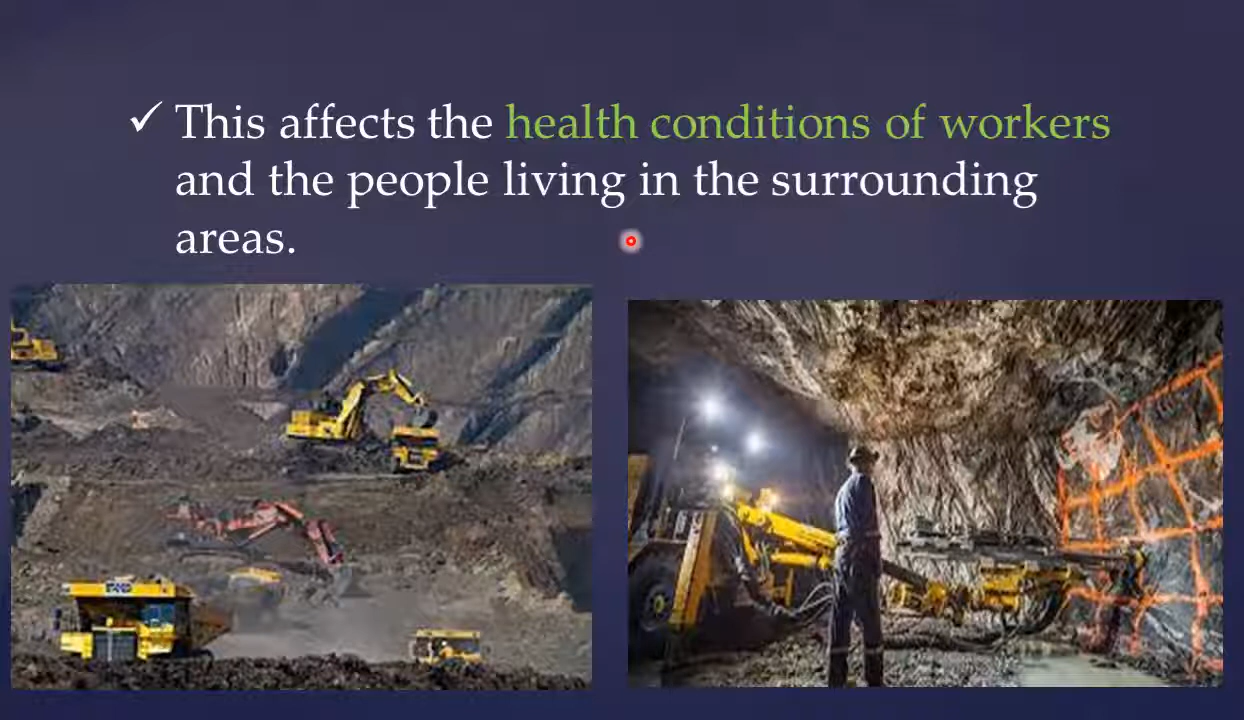 ✓ This affects the health conditions of workers
and the people living in the surrounding
areas.